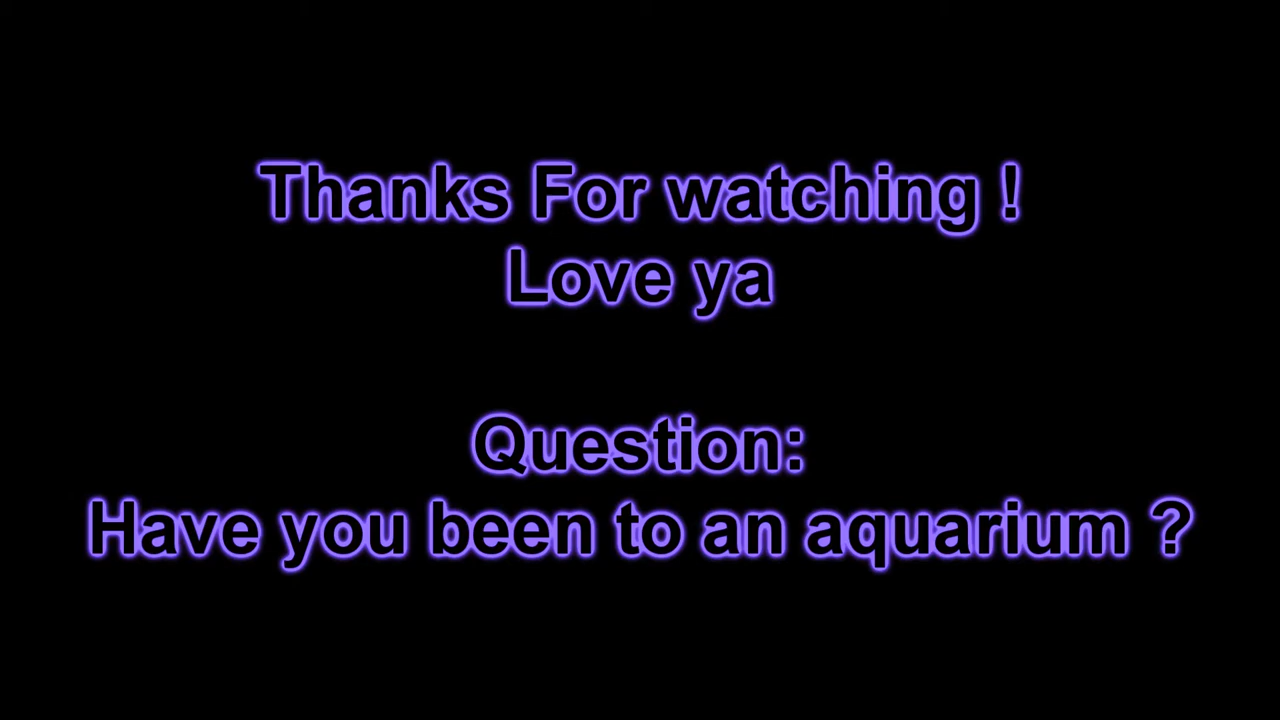 Thanks For watching !
Love ya
Question:
Have you been to an aquarium ?